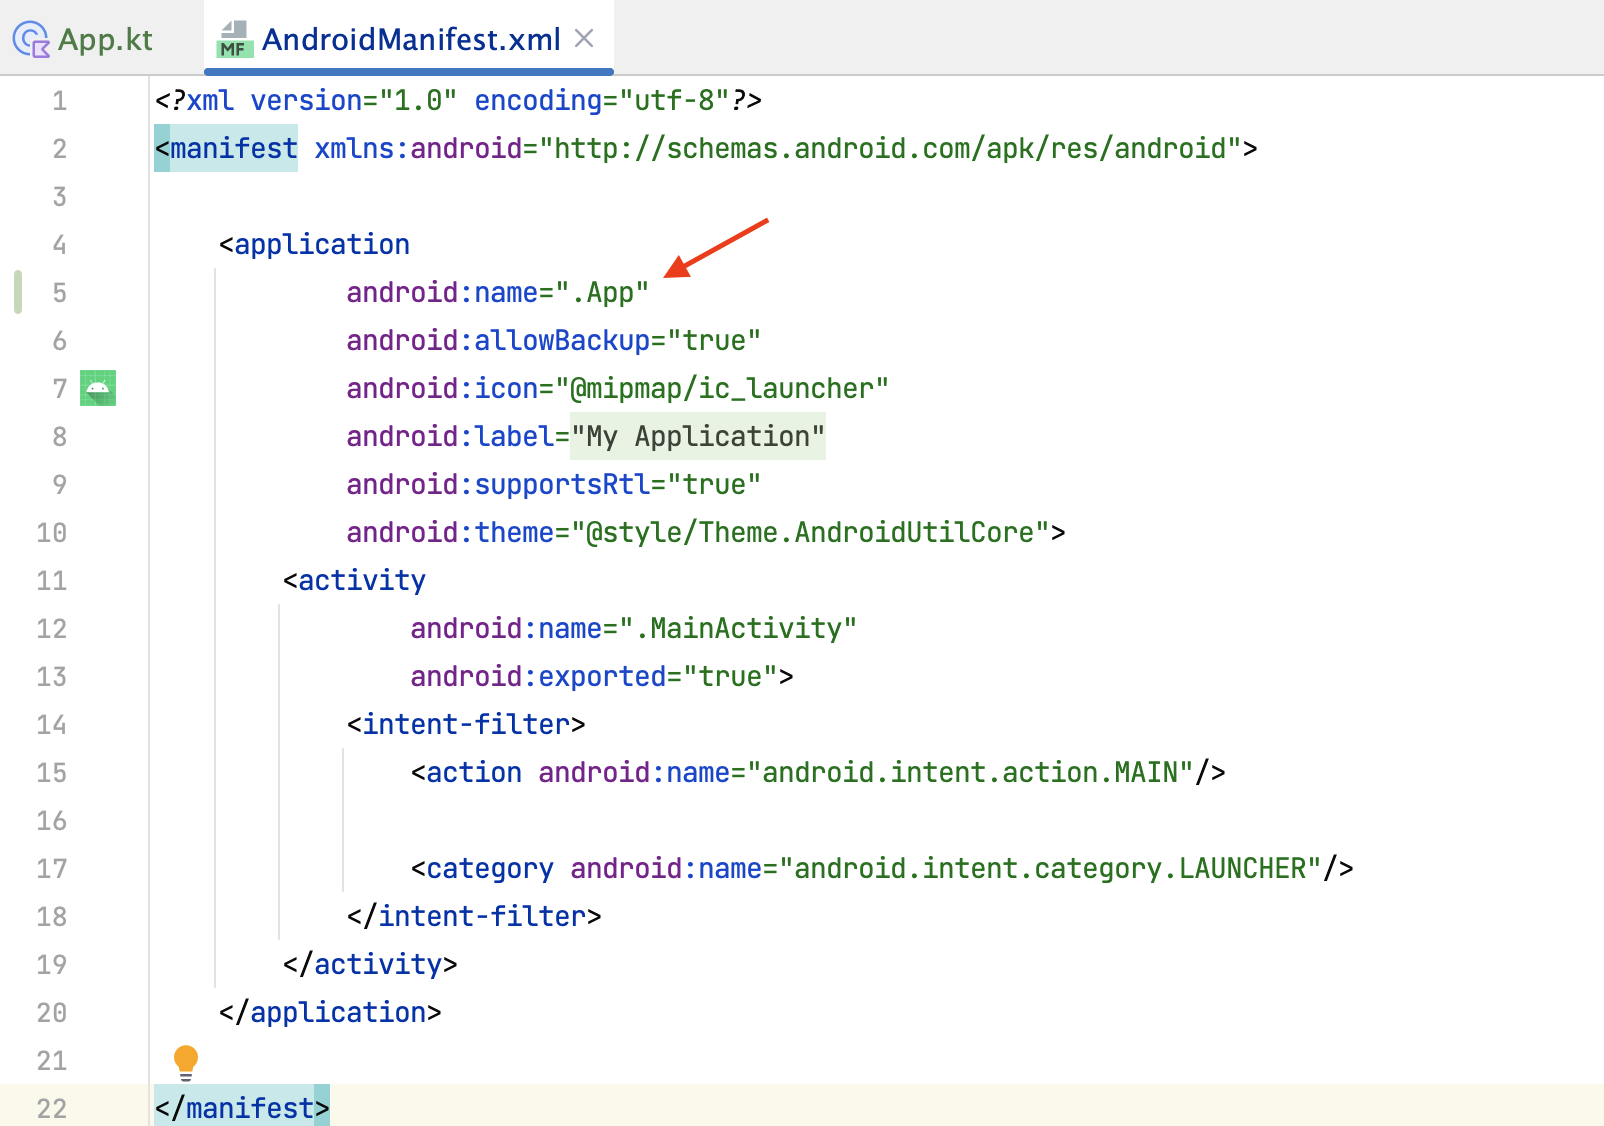 App.kt
MF AndroidManifest.xml
1 <?xml version="1.0" encoding="utf-8"?>
2 <manifest xmlns:android="http://schemas.android.com/apk/res/android">
3
4 <application
5 android:name=".App"
6 android:allowBackup="true"
7 android:icon="@mipmap/ic_launcher"
8 android:label="My Application"
9 android:supportsRtl="true"
10 android:theme="@style/Theme.AndroidUtilCore">
11 <activity
12 android:name=".MainActivity"
13 android:exported="true">
14 <intent-filter>
15 <action android:name="android.intent.action.MAIN"/>
16
17 <category android:name="android.intent.category.LAUNCHER"/>
18 </intent-filter>
19 </activity>
20 </application>
21
22 </manifest>